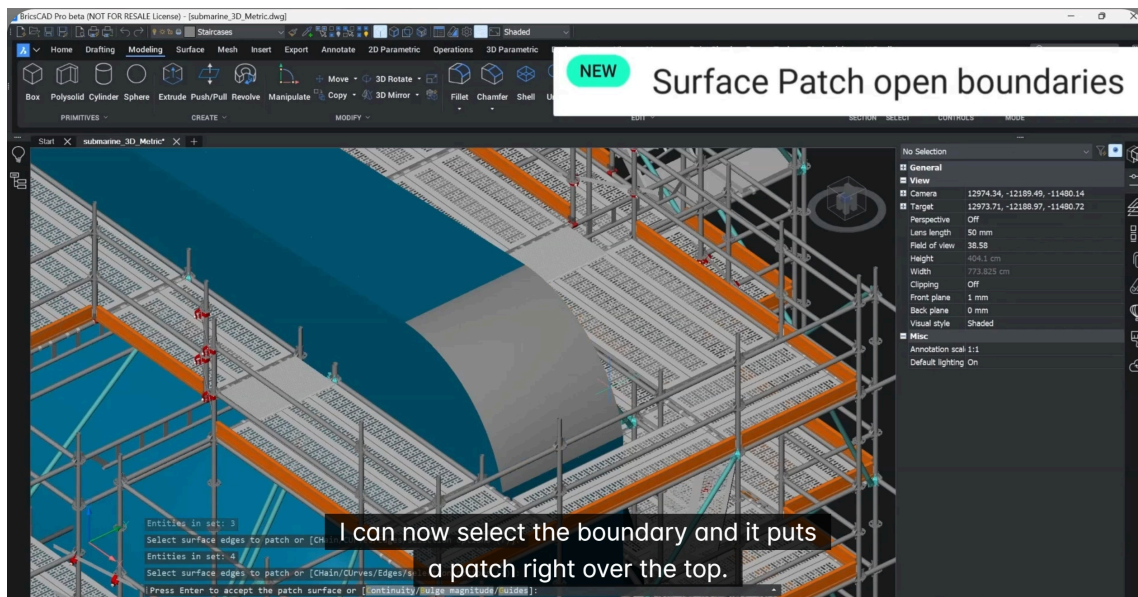 BricsCAD Pro beta (NOT FOR RESALE License) - [submarine_3D_Metric.dwg]
Staircases
Shaded
Home Drafting Modeling Surface Mesh Insert Export Annotate 2D Parametric Operations 3D Parametric
NEW
Surface Patch open boundaries
Move 3D Rotate
Copy 3D Mirror
Box Polysolid Cylinder Sphere Extrude Push/Pull Revolve Manipulate Fillet Chamfer Shell
PRIMITIVES CREATE MODIFY EDIT SECTION SELECT CONTROLS MODE
Start submarine_3D_Metric*
No Selection
General
View
Camera 12974.34, -12189.49, -11480.14
Target 12973.71, -12188.97, -11480.72
Perspective Off
Lens length 50 mm
Field of view 38.58
Height 404.1 cm
Width 773.825 cm
Clipping Off
Front plane 1 mm
Back plane 0 mm
Visual style Shaded
Misc
Annotation scal 1:1
Default lighting On
Entities in set: 3
Select surface edges to patch or [CHain/
Entities in set: 4
Select surface edges to patch or [CHain/CUrves/Edges/
Press Enter to accept the patch surface or [Continuity/Bulge magnitude/Guides]:
I can now select the boundary and it puts
a patch right over the top.